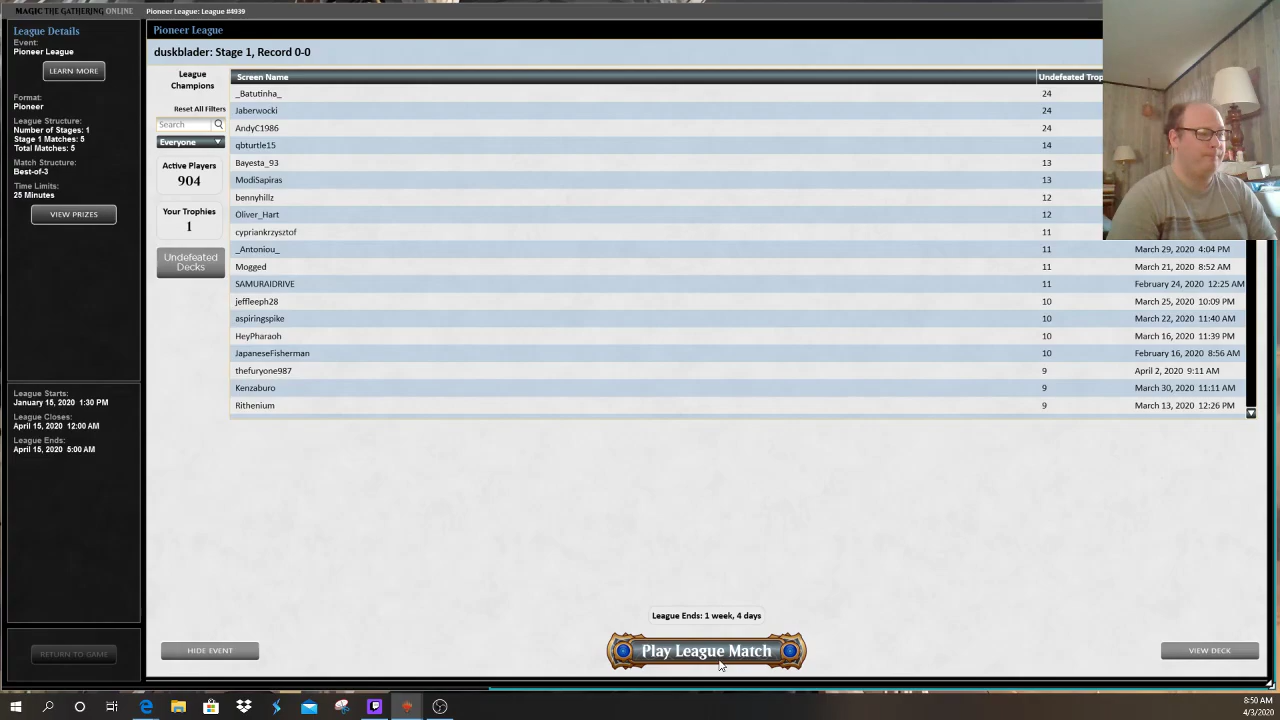 MAGIC THE GATHERING ONLINE
Pioneer League: League #4939
League Details
Event:
Pioneer League
LEARN MORE
Format:
Pioneer
League Structure:
Number of Stages: 1
Stage 1 Matches: 5
Total Matches: 5
Match Structure:
Best-of-3
Time Limits:
25 Minutes
VIEW PRIZES
League Starts:
January 15, 2020 1:30 PM
League Closes:
April 15, 2020 12:00 AM
League Ends:
April 15, 2020 5:00 AM
RETURN TO GAME
Pioneer League
duskblader: Stage 1, Record 0-0
League Champions
Reset All Filters
Search
Everyone
Active Players
904
Your Trophies
1
Undefeated Decks
Screen Name Undefeated Trop
_Batutinha_ 24
Jaberwocki 24
AndyC1986 24
qbturtle15 14
Bayesta_93 13
ModiSapiras 13
bennyhillz 12
Oliver_Hart 12
cypriankrzysztof 11
_Antoniou_ 11 March 29, 2020 4:04 PM
Mogged 11 March 21, 2020 8:52 AM
SAMURAIDRIVE 11 February 24, 2020 12:25 AM
jeffleeph28 10 March 25, 2020 10:09 PM
aspiringspike 10 March 22, 2020 11:40 AM
HeyPharaoh 10 March 16, 2020 11:39 PM
JapaneseFisherman 10 February 16, 2020 8:56 AM
thefuryone987 9 April 2, 2020 9:11 AM
Kenzaburo 9 March 30, 2020 11:11 AM
Rithenium 9 March 13, 2020 12:26 PM
League Ends: 1 week, 4 days
HIDE EVENT
Play League Match
VIEW DECK
8:50 AM
4/3/2020